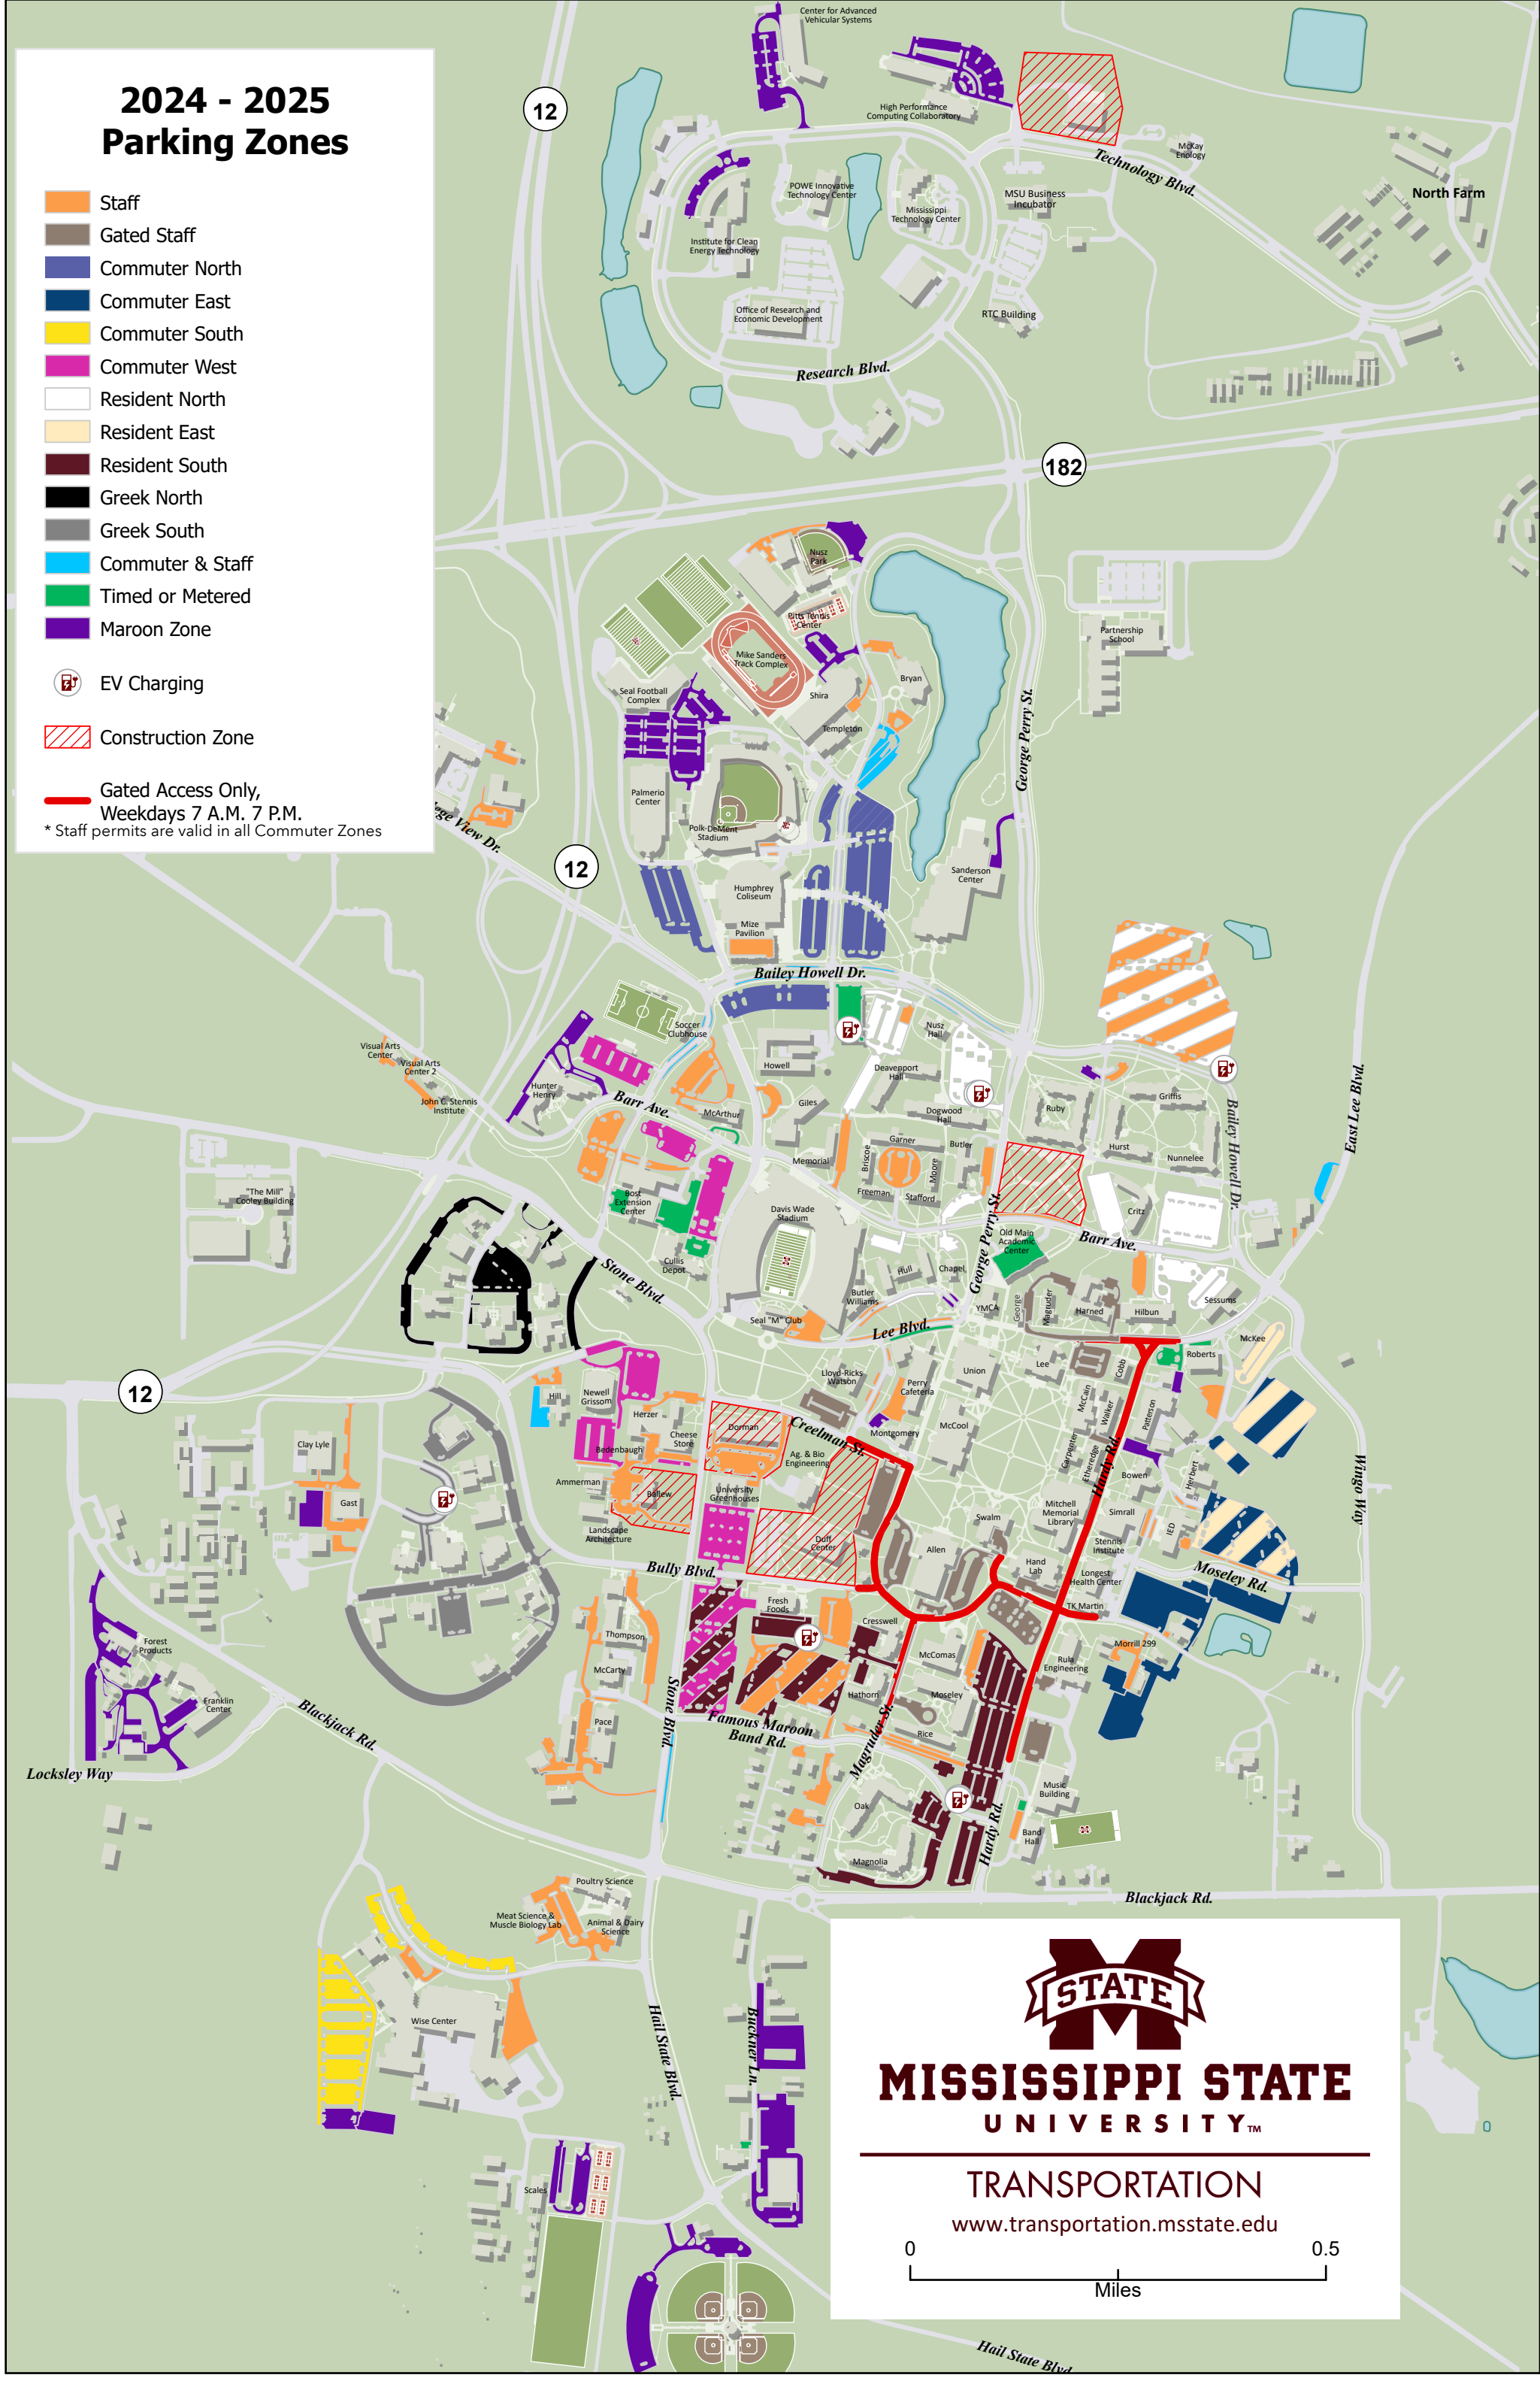 2024 - 2025
Parking Zones
Staff
Gated Staff
Commuter North
Commuter East
Commuter South
Commuter West
Resident North
Resident East
Resident South
Greek North
Greek South
Commuter & Staff
Timed or Metered
Maroon Zone
EV Charging
Construction Zone
Gated Access Only,
Weekdays 7 A.M. 7 P.M.
* Staff permits are valid in all Commuter Zones
12
Center for Advanced
Vehicular Systems
High Performance
Computing Collaboratory
McKay
Enology
Technology Blvd.
North Farm
POWE Innovative
Technology Center
Mississippi
Technology Center
MSU Business
Incubator
Institute for Clean
Energy Technology
Office of Research and
Economic Development
RTC Building
Research Blvd.
182
Nusz
Park
Pitts Tennis
Center
Mike Sanders
Track Complex
Partnership
School
Bryan
Seal Football
Complex
Shira
Templeton
George Perry St.
Palmerio
Center
Polk-DeMent
Stadium
ege View Dr.
12
Sanderson
Center
Humphrey
Coliseum
Mize
Pavilion
Bailey Howell Dr.
Soccer
Clubhouse
Nusz
Hall
Visual Arts
Center
Visual Arts
Center 2
John C. Stennis
Institute
Hunter
Henry
Howell
Deavenport
Hall
Barr Ave.
McArthur
Giles
Dogwood
Hall
Ruby
Griffis
Bailey Howell Dr.
East Lee Blvd.
Memorial
Briscoe
Garner
Moore
Butler
Hurst
Nunnelee
Freeman
Stafford
"The Mill"
Cooley Building
Bost
Extension
Center
Davis Wade
Stadium
George Perry St.
Critz
Old Main
Academic
Center
Barr Ave.
Cullis
Depot
Stone Blvd.
Hull
Chapel
Butler
Williams
YMCA
George
Magruder
Harned
Hilbun
Sessums
Seal "M" Club
Lee Blvd.
McKee
Roberts
12
Lloyd-Ricks
Watson
Perry
Cafeteria
Union
Lee
Cobb
Hill
Newell
Grissom
Herzer
Cheese
Store
Bedenbaugh
Dorman
Creelman St.
Montgomery
McCool
McCain
Walker
Patterson
Carpenter
Etheredge
Hardy Rd.
Clay Lyle
Gast
Ag. & Bio
Engineering
Ammerman
Ballew
University
Greenhouses
Landscape
Architecture
Bowen
Herbert
Wingo Way
Mitchell
Memorial
Library
Simrall
IED
Swalm
Duff
Center
Allen
Stennis
Institute
Hand
Lab
Longest
Health Center
Bully Blvd.
Moseley Rd.
TK Martin
Fresh
Foods
Cresswell
Forest
Products
Thompson
McCarty
McComas
Morrill 299
Rula
Engineering
Franklin
Center
Hathorn
Moseley
Pace
Stone Blvd.
Famous Maroon
Band Rd.
Magruder St.
Rice
Blackjack Rd.
Locksley Way
Music
Building
Oak
Hardy Rd.
Band
Hall
Magnolia
Blackjack Rd.
Poultry Science
Meat Science &
Muscle Biology Lab
Animal & Dairy
Science
Wise Center
Hail State Blvd.
Buckner Ln.
Scales
STATE
MISSISSIPPI STATE
UNIVERSITY™
TRANSPORTATION
www.transportation.msstate.edu
0 0.5
Miles
Hail State Blvd.